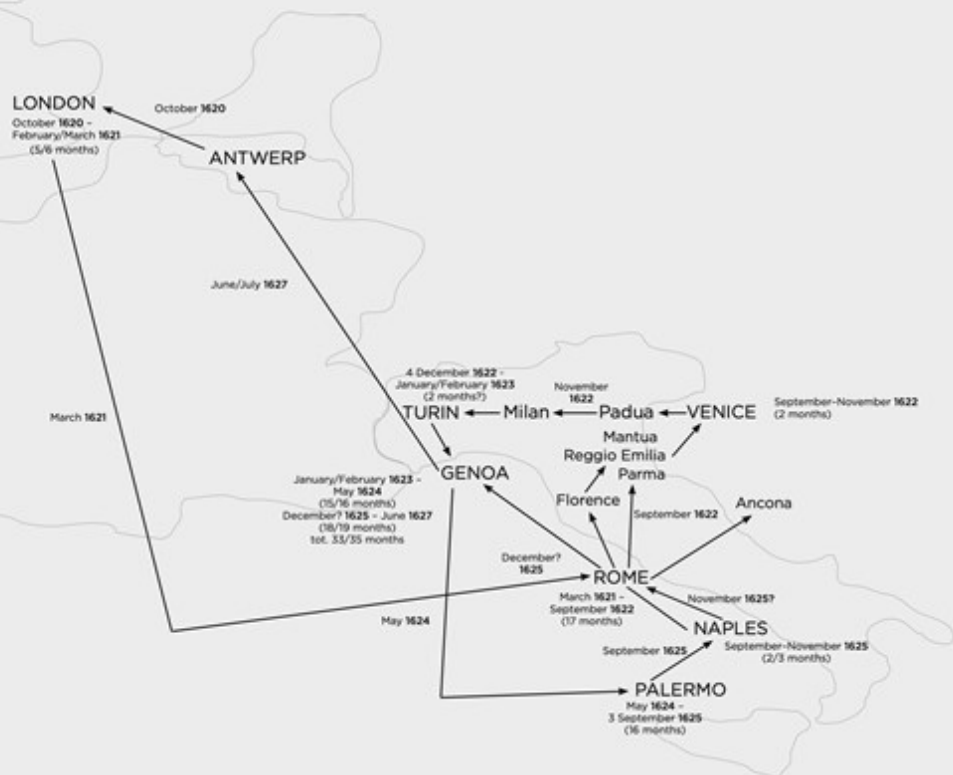 LONDON
October 1620 –
February/March 1621
(5/6 months)
October 1620
ANTWERP
June/July 1627
March 1621
4 December 1622 –
January/February 1623
(2 months?)
TURIN
Milan
November
1622
Padua
VENICE
September–November 1622
(2 months)
Mantua
Reggio Emilia
Parma
GENOA
January/February 1623 –
May 1624
(15/16 months)
December? 1625 – June 1627
(18/19 months)
tot. 33/35 months
Florence
September 1622
Ancona
December?
1625
ROME
March 1621 –
September 1622
(17 months)
November 1625?
May 1624
NAPLES
September–November 1625
(2/3 months)
September 1625
PALERMO
May 1624 –
3 September 1625
(16 months)